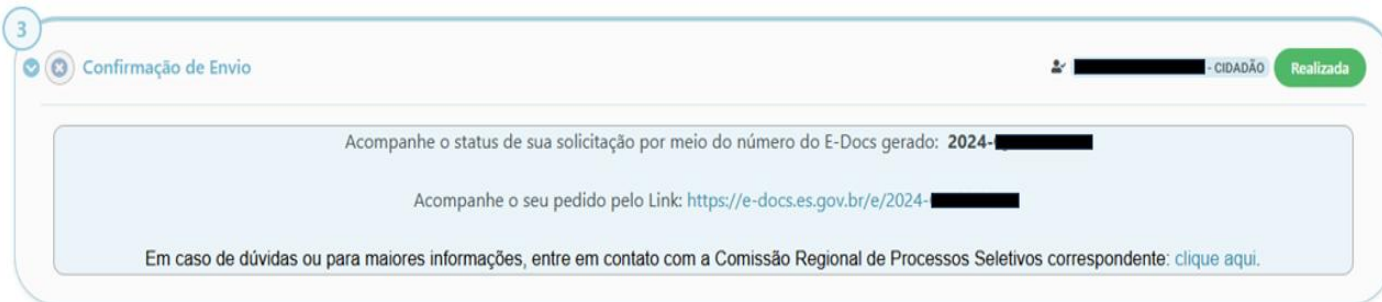 3
Confirmação de Envio
- CIDADÃO
Realizada
Acompanhe o status de sua solicitação por meio do número do E-Docs gerado: 2024-
Acompanhe o seu pedido pelo Link: https://e-docs.es.gov.br/e/2024-
Em caso de dúvidas ou para maiores informações, entre em contato com a Comissão Regional de Processos Seletivos correspondente: clique aqui.